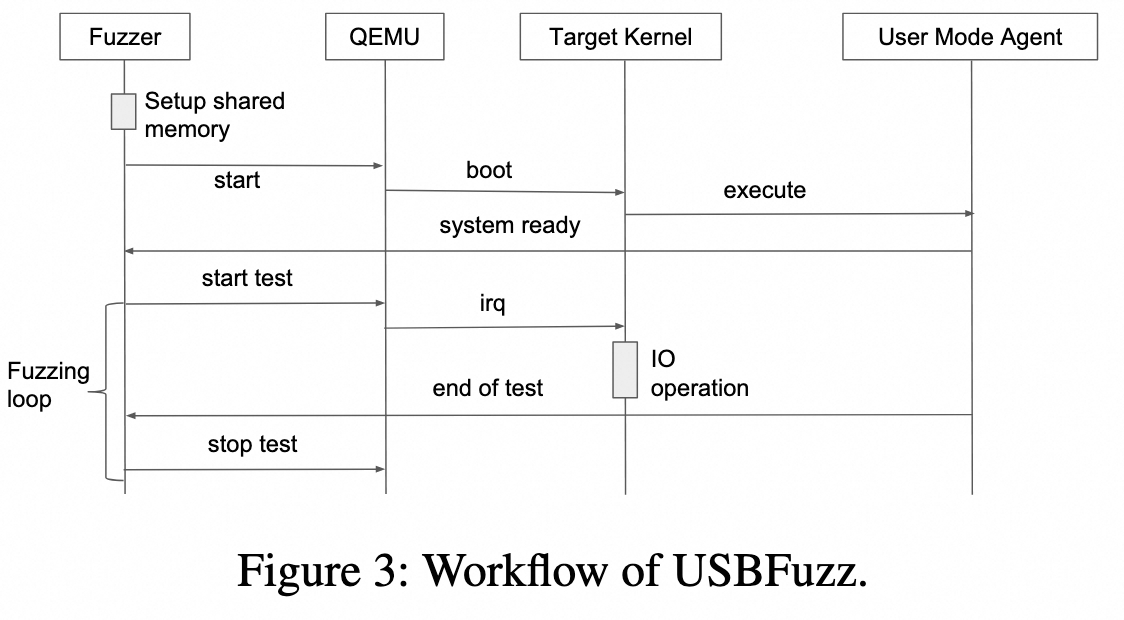 Fuzzer
QEMU
Target Kernel
User Mode Agent
Setup shared
memory
start
boot
execute
system ready
start test
irq
Fuzzing
loop
IO
operation
end of test
stop test
Figure 3: Workflow of USBFuzz.